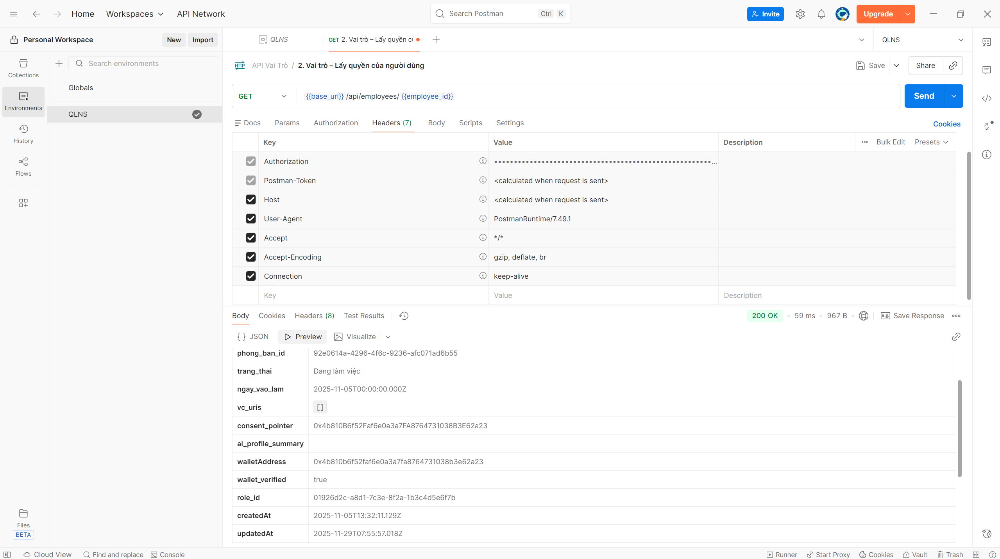 Home
Workspaces
API Network
Search Postman
Ctrl K
Invite
Upgrade
Personal Workspace
New
Import
QLNS
GET 2. Vai trò – Lấy quyền
QLNS
Collections
Environments
History
Flows
Files
BETA
Search environments
Globals
QLNS
HTTP API Vai Trò / 2. Vai trò – Lấy quyền của người dùng
Save
Share
GET {{base_url}}/api/employees/{{employee_id}}
Send
Docs Params Authorization Headers (7) Body Scripts Settings
Cookies
Key Value Description
Bulk Edit Presets
Authorization ••••••••••••••••••••••••••••••••••••••••••••••••••••••••...
Postman-Token <calculated when request is sent>
Host <calculated when request is sent>
User-Agent PostmanRuntime/7.49.1
Accept */*
Accept-Encoding gzip, deflate, br
Connection keep-alive
Key Value Description
Body Cookies Headers (8) Test Results
200 OK • 59 ms • 967 B
e.g. Save Response
{} JSON Preview Visualize
phong_ban_id 92e0614a-4296-4f6c-9236-afc071ad6b55
trang_thai Đang làm việc
ngay_vao_lam 2025-11-05T00:00:00.000Z
vc_uris []
consent_pointer 0x4b810B6f52Faf6e0a3a7FA8764731038B3E62a23
ai_profile_summary
walletAddress 0x4b810b6f52faf6e0a3a7fa8764731038b3e62a23
wallet_verified true
role_id 01926d2c-a8d1-7c3e-8f2a-1b3c4d5e6f7b
createdAt 2025-11-05T13:32:11.129Z
updatedAt 2025-11-29T07:55:57.018Z
Cloud View
Find and replace
Console
Runner
Start Proxy
Cookies
Vault
Trash